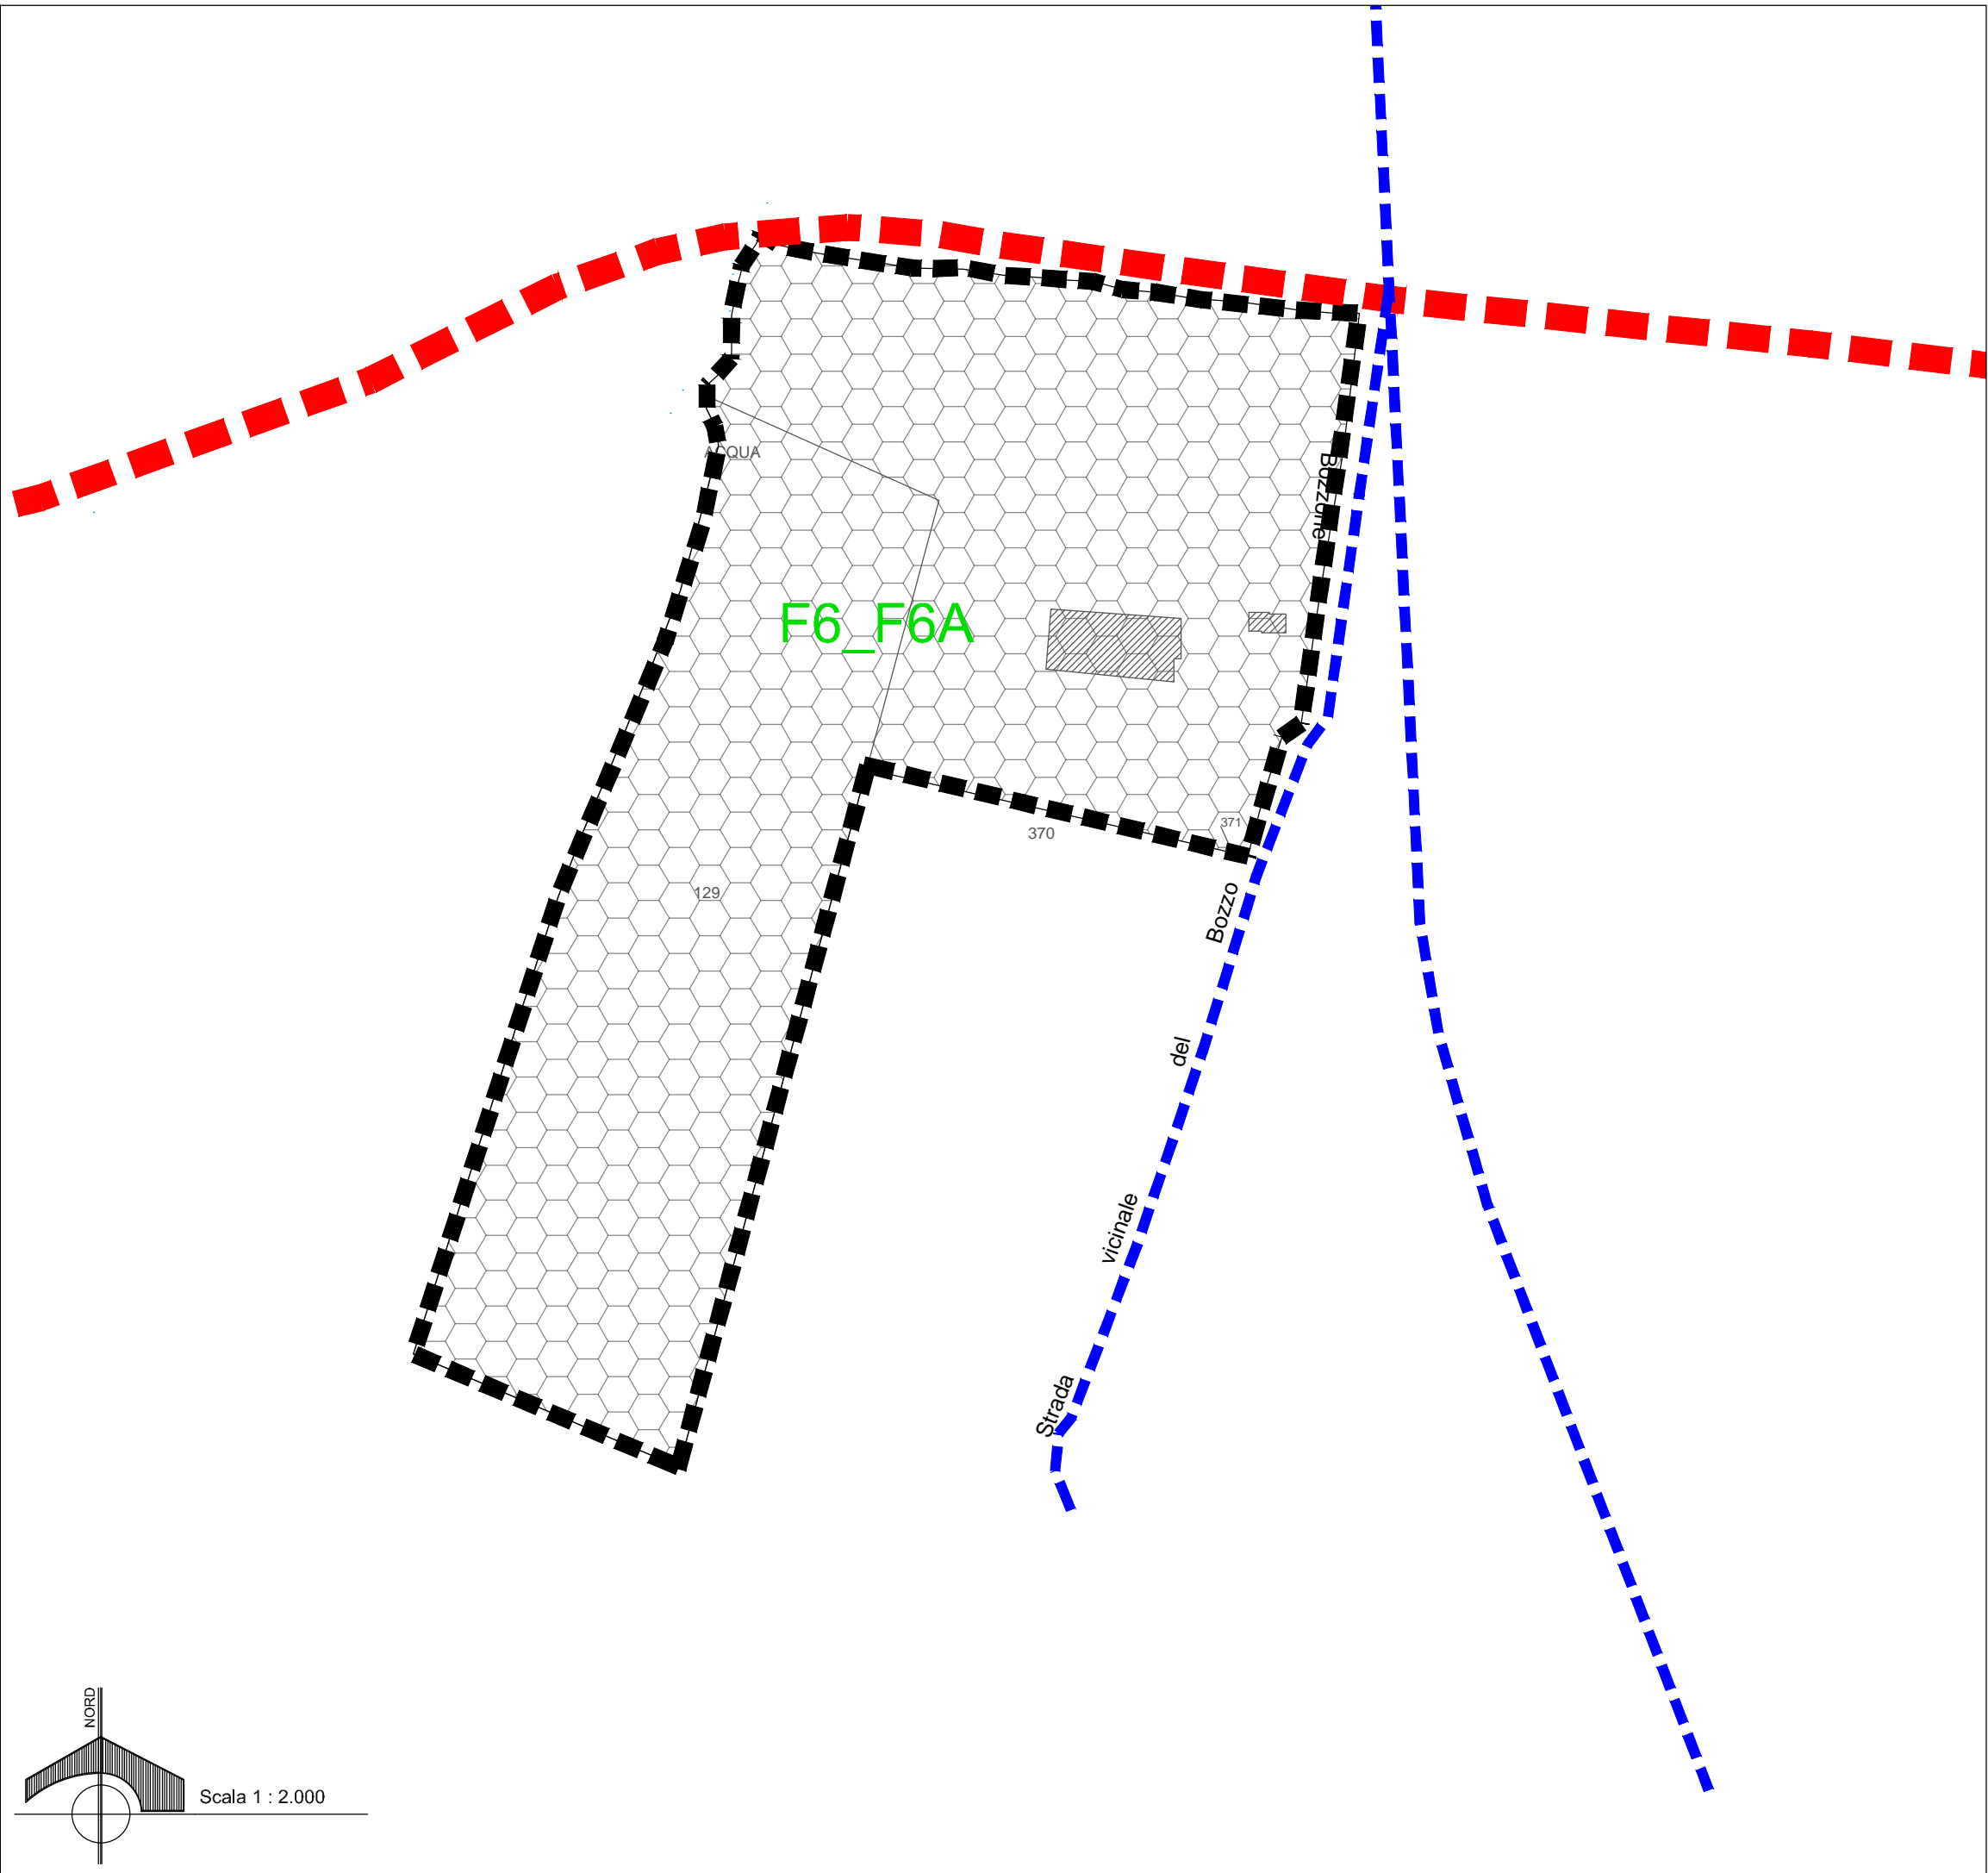 ACQUA
Bozzone
F6_F6A
371
370
129
Bozzo
del
vicinale
Strada
NORD
Scala 1 : 2.000